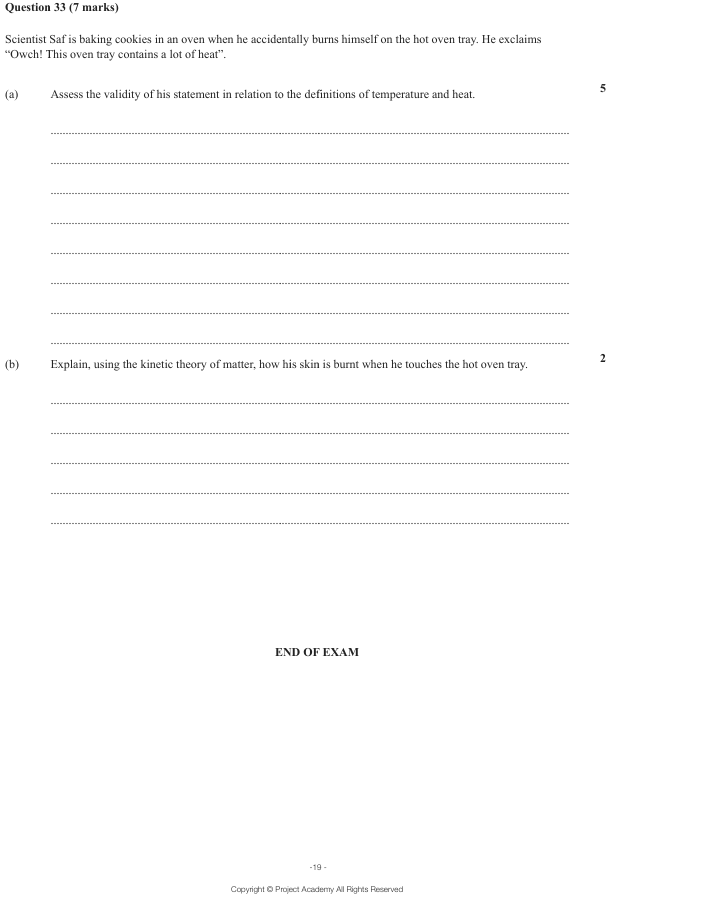 Question 33 (7 marks)
Scientist Saf is baking cookies in an oven when he accidentally burns himself on the hot oven tray. He exclaims
“Owch! This oven tray contains a lot of heat”.
(a) Assess the validity of his statement in relation to the definitions of temperature and heat. 5
(b) Explain, using the kinetic theory of matter, how his skin is burnt when he touches the hot oven tray. 2
END OF EXAM
-19 -
Copyright © Project Academy All Rights Reserved